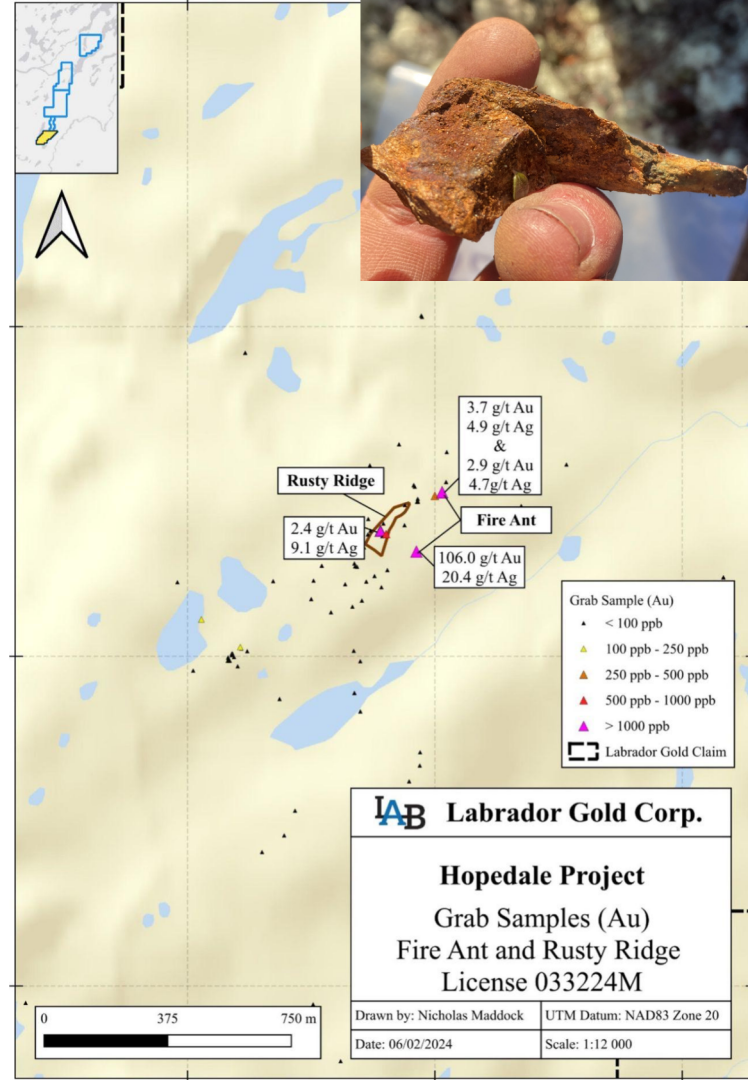 3.7 g/t Au
4.9 g/t Ag
&
2.9 g/t Au
4.7g/t Ag
Rusty Ridge
Fire Ant
2.4 g/t Au
9.1 g/t Ag
106.0 g/t Au
20.4 g/t Ag
Grab Sample (Au)
< 100 ppb
100 ppb - 250 ppb
250 ppb - 500 ppb
500 ppb - 1000 ppb
> 1000 ppb
Labrador Gold Claim
LAB Labrador Gold Corp.
Hopedale Project
Grab Samples (Au)
Fire Ant and Rusty Ridge
License 033224M
Drawn by: Nicholas Maddock UTM Datum: NAD83 Zone 20
Date: 06/02/2024 Scale: 1:12 000
0 375 750 m